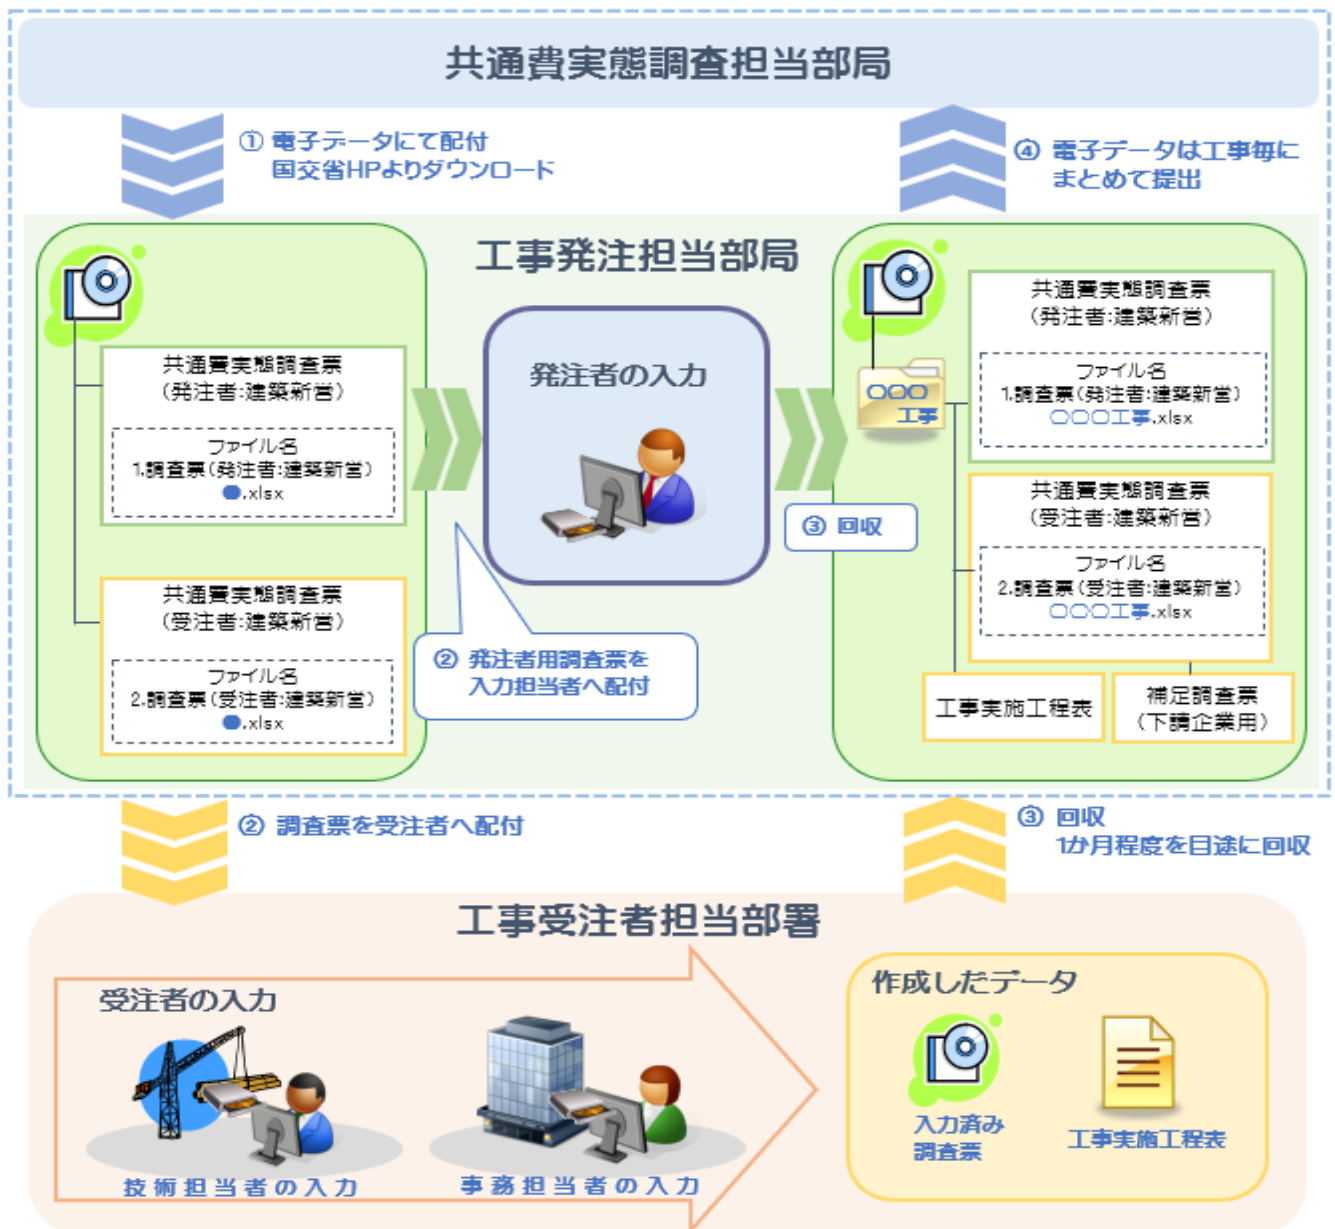 共通費実態調査担当部局
① 電子データにて配付
国交省HPよりダウンロード
④ 電子データは工事毎に
まとめて提出
工事発注担当部局
共通費実態調査票
(発注者:建築新営)
ファイル名
1.調査票(発注者:建築新営)
●.xlsx
共通費実態調査票
(受注者:建築新営)
ファイル名
2.調査票(受注者:建築新営)
●.xlsx
発注者の入力
② 発注者用調査票を
入力担当者へ配付
③ 回収
〇〇〇
工事
共通費実態調査票
(発注者:建築新営)
ファイル名
1.調査票(発注者:建築新営)
〇〇〇工事.xlsx
共通費実態調査票
(受注者:建築新営)
ファイル名
2.調査票(受注者:建築新営)
〇〇〇工事.xlsx
工事実施工程表
補足調査票
(下請企業用)
② 調査票を受注者へ配付
③ 回収
1か月程度を目途に回収
工事受注者担当部署
受注者の入力
技術担当者の入力
事務担当者の入力
作成したデータ
入力済み
調査票
工事実施工程表